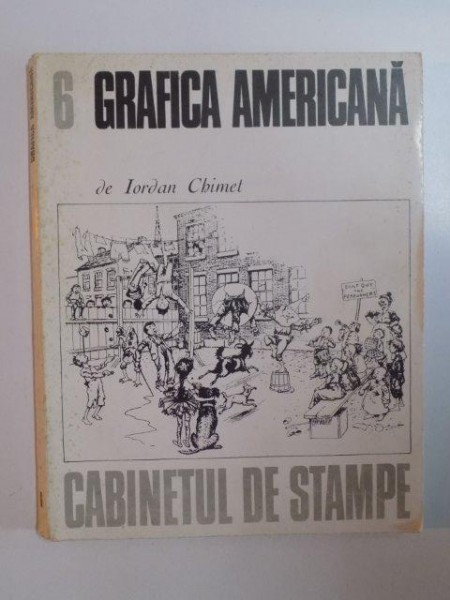 6 GRAFICA AMERICANĂ
de Iordan Chimet
CABINETUL DE STAMPE